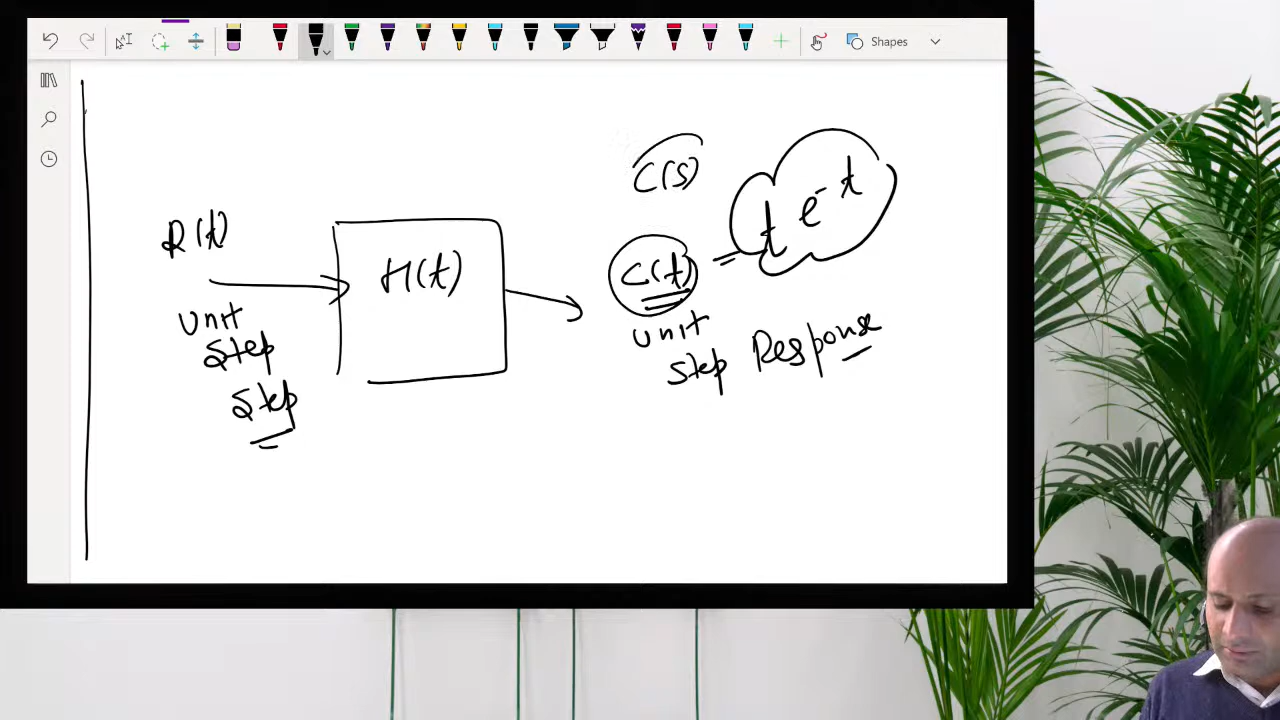 Shapes
C(s)
R(t)
H(t)
C(t) = t e^-t
unit
step
step
unit
step Response